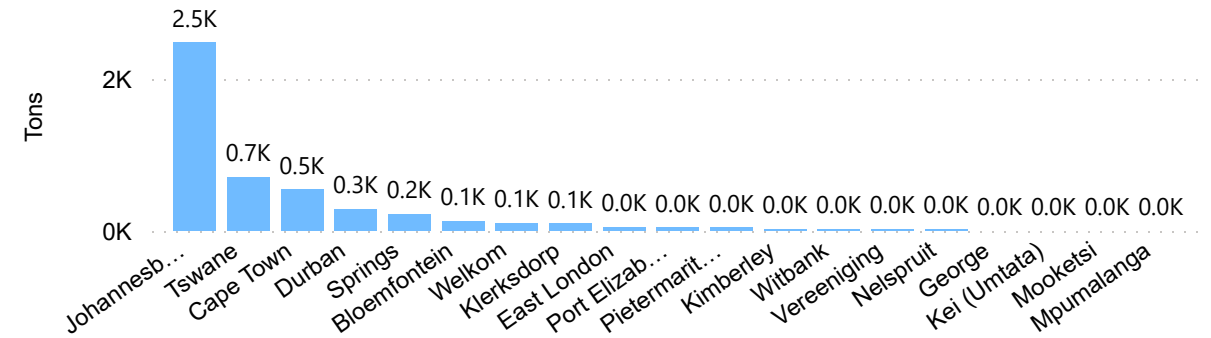 Tons
2K
0K
2.5K
0.7K
0.5K
0.3K
0.2K
0.1K
0.1K
0.1K
0.0K
0.0K
0.0K
0.0K
0.0K
0.0K
0.0K
0.0K
0.0K
0.0K
0.0K
Johannesb...
Tswane
Cape Town
Durban
Springs
Bloemfontein
Welkom
Klerksdorp
East London
Port Elizab...
Pietermarit...
Kimberley
Witbank
Vereeniging
Nelspruit
George
Kei (Umtata)
Mooketsi
Mpumalanga